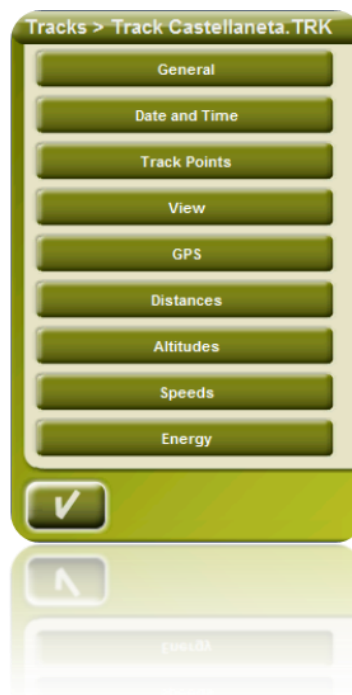 Tracks > Track Castellaneta.TRK
General
Date and Time
Track Points
View
GPS
Distances
Altitudes
Speeds
Energy